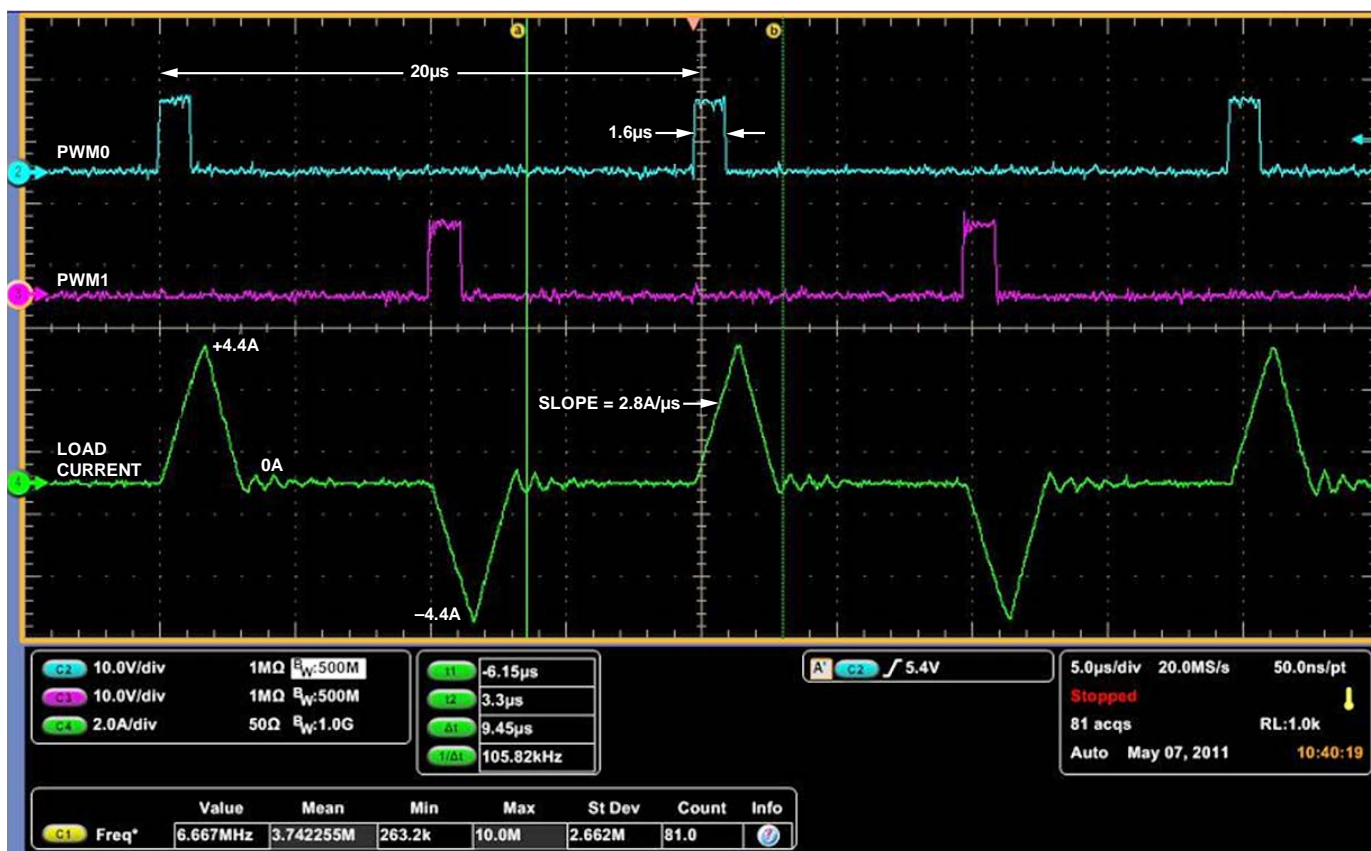 a
b
20µs
1.6µs
PWM0
2
PWM1
3
+4.4A
SLOPE = 2.8A/µs
LOAD
CURRENT
0A
4
–4.4A
C2 10.0V/div 1MΩ BW:500M
C3 10.0V/div 1MΩ BW:500M
C4 2.0A/div 50Ω BW:1.0G
t1 -6.15µs
t2 3.3µs
Δt 9.45µs
1/Δt 105.82kHz
A' C2 5.4V
5.0µs/div 20.0MS/s 50.0ns/pt
Stopped
81 acqs RL:1.0k
Auto May 07, 2011 10:40:19
Value Mean Min Max St Dev Count Info
C1 Freq* 6.667MHz 3.742255M 263.2k 10.0M 2.662M 81.0